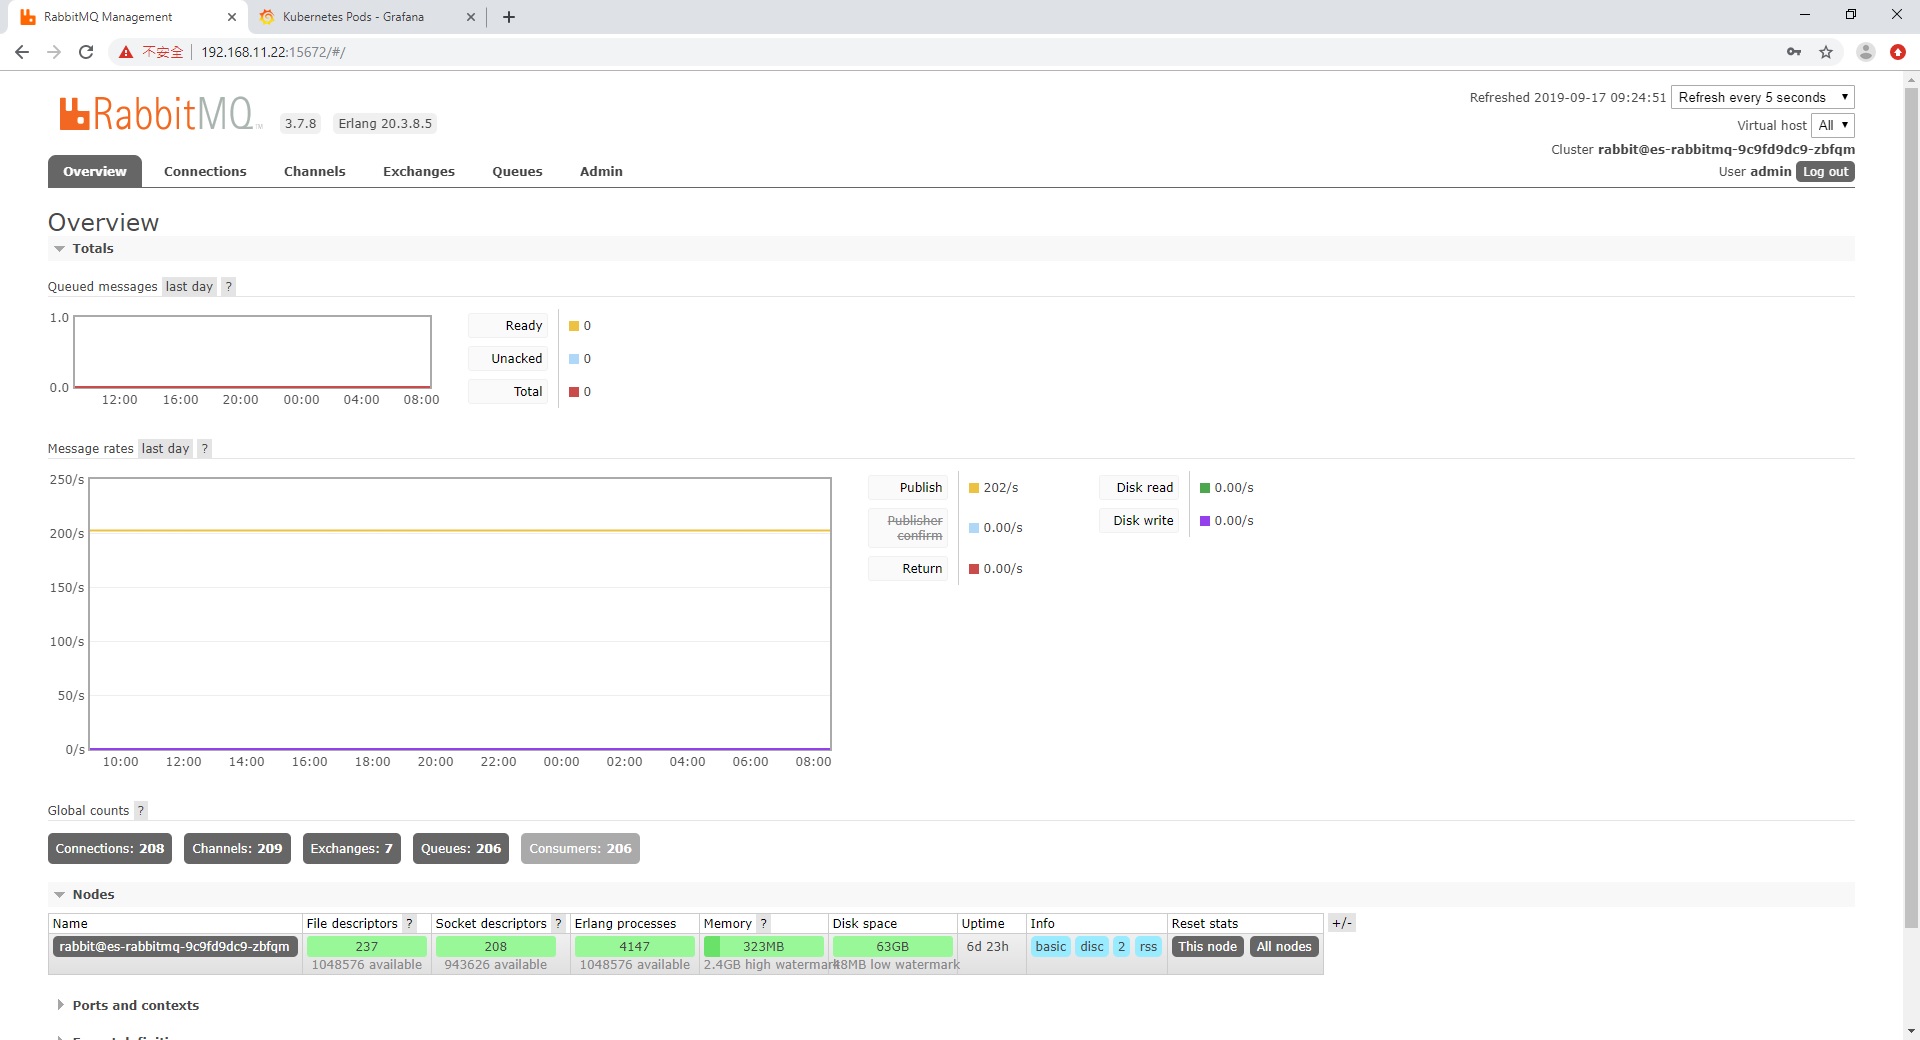 RabbitMQ Management
Kubernetes Pods - Grafana
不安全
192.168.11.22:15672/#/
RabbitMQ TM
3.7.8
Erlang 20.3.8.5
Refreshed 2019-09-17 09:24:51
Refresh every 5 seconds
Virtual host
All
Cluster rabbit@es-rabbitmq-9c9fd9dc9-zbfqm
User admin
Log out
Overview
Connections
Channels
Exchanges
Queues
Admin
Overview
Totals
Queued messages last day ?
1.0
0.0
12:00 16:00 20:00 00:00 04:00 08:00
Ready 0
Unacked 0
Total 0
Message rates last day ?
250/s
200/s
150/s
100/s
50/s
0/s
10:00 12:00 14:00 16:00 18:00 20:00 22:00 00:00 02:00 04:00 06:00 08:00
Publish 202/s
Publisher
confirm
0.00/s
Return 0.00/s
Disk read 0.00/s
Disk write 0.00/s
Global counts ?
Connections: 208
Channels: 209
Exchanges: 7
Queues: 206
Consumers: 206
Nodes
Name File descriptors ? Socket descriptors ? Erlang processes Memory ? Disk space Uptime Info Reset stats +/-
rabbit@es-rabbitmq-9c9fd9dc9-zbfqm 237 208 4147 323MB 63GB 6d 23h basic disc 2 rss This node All nodes
1048576 available 943626 available 1048576 available 2.4GB high watermark 48MB low watermark
Ports and contexts